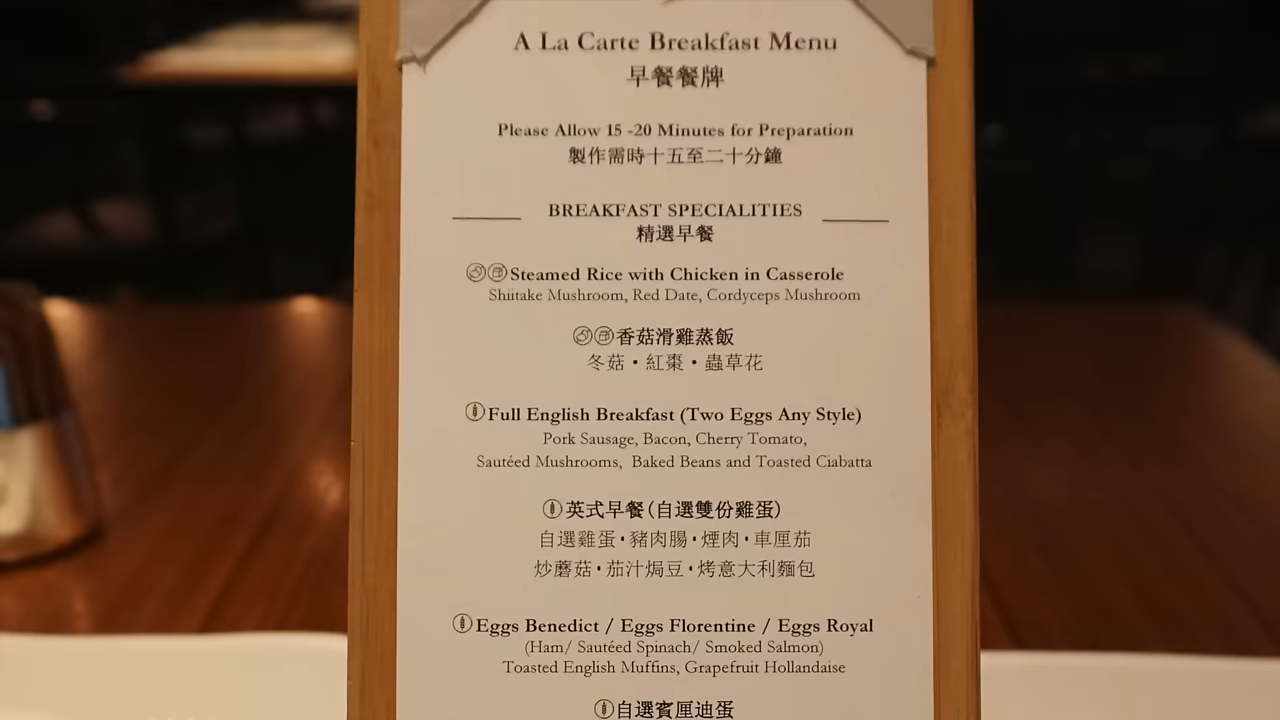 A La Carte Breakfast Menu
早餐餐牌
Please Allow 15 -20 Minutes for Preparation
製作需時十五至二十分鐘
BREAKFAST SPECIALITIES
精選早餐
Steamed Rice with Chicken in Casserole
Shiitake Mushroom, Red Date, Cordyceps Mushroom
香菇滑雞蒸飯
冬菇・紅棗・蟲草花
Full English Breakfast (Two Eggs Any Style)
Pork Sausage, Bacon, Cherry Tomato,
Sautéed Mushrooms, Baked Beans and Toasted Ciabatta
英式早餐(自選雙份雞蛋)
自選雞蛋・豬肉腸・煙肉・車厘茄
炒蘑菇・茄汁焗豆・烤意大利麵包
Eggs Benedict / Eggs Florentine / Eggs Royal
(Ham/ Sautéed Spinach/ Smoked Salmon)
Toasted English Muffins, Grapefruit Hollandaise
自選賓厘迪蛋